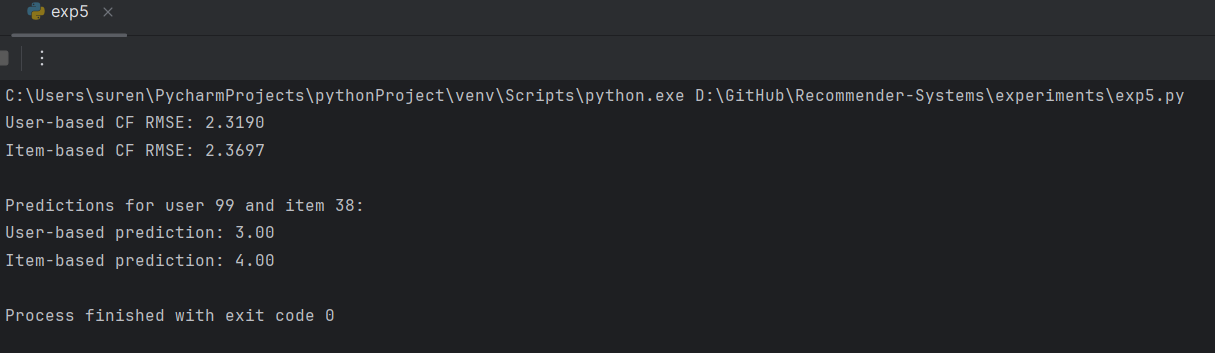 exp5
C:\Users\suren\PycharmProjects\pythonProject\venv\Scripts\python.exe D:\GitHub\Recommender-Systems\experiments\exp5.py
User-based CF RMSE: 2.3190
Item-based CF RMSE: 2.3697
Predictions for user 99 and item 38:
User-based prediction: 3.00
Item-based prediction: 4.00
Process finished with exit code 0